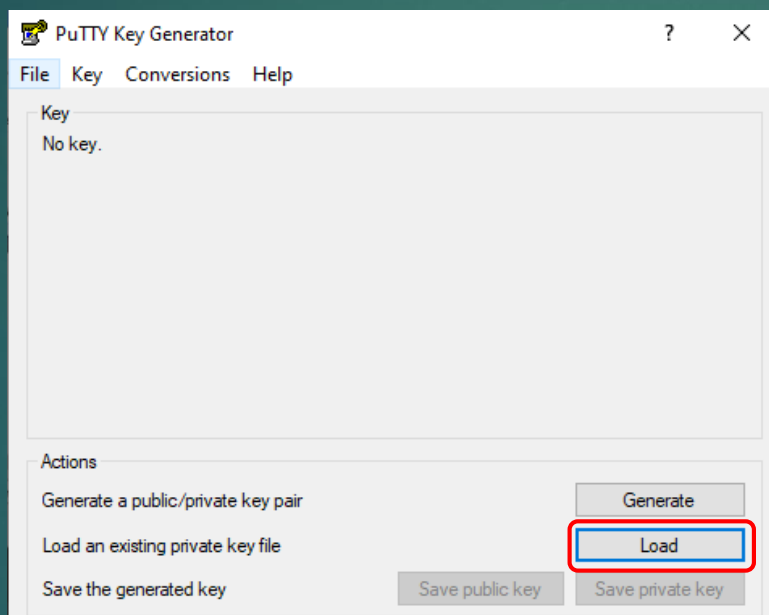 PuTTY Key Generator ?
File Key Conversions Help
Key
No key.
Actions
Generate a public/private key pair Generate
Load an existing private key file Load
Save the generated key Save public key Save private key